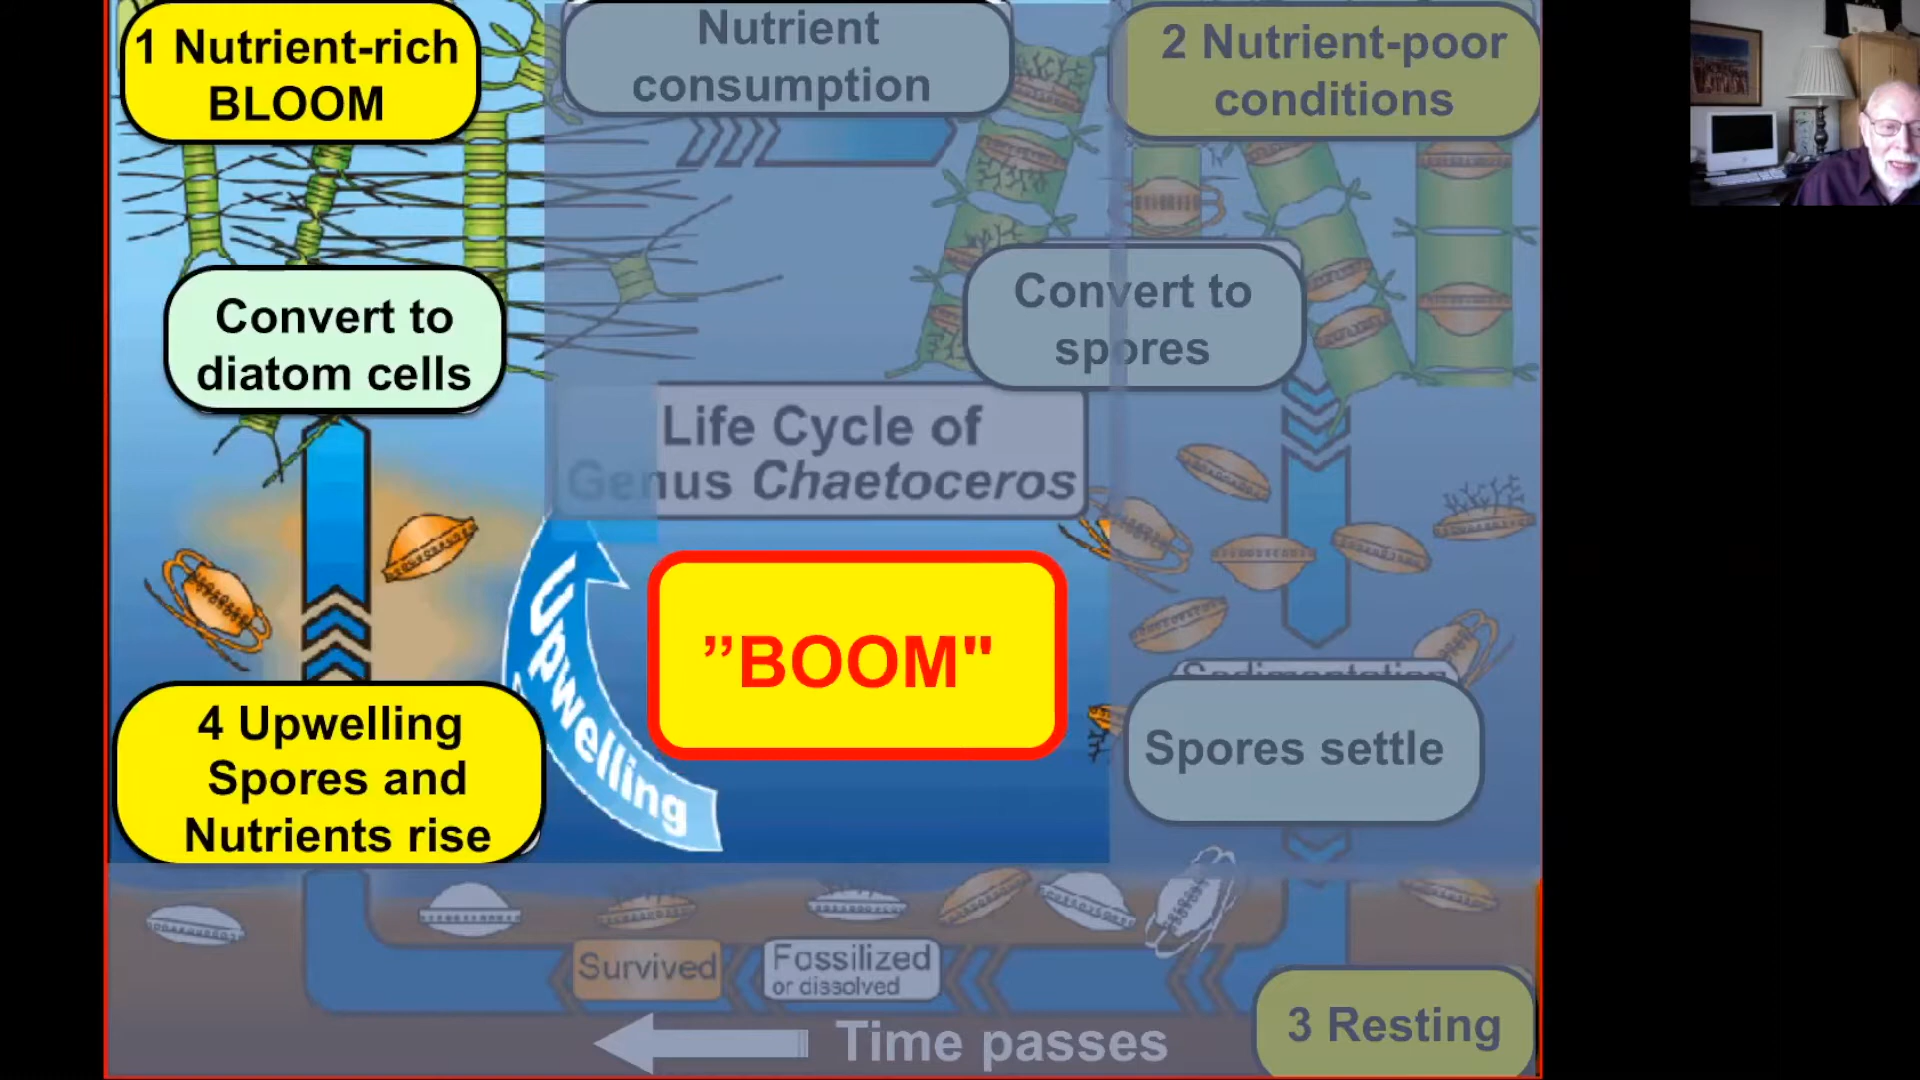 1 Nutrient-rich
BLOOM
Nutrient
consumption
2 Nutrient-poor
conditions
Convert to
diatom cells
Convert to
spores
Life Cycle of
Genus Chaetoceros
Upwelling
”BOOM"
4 Upwelling
Spores and
Nutrients rise
Sedimentation
Spores settle
Survived
Fossilized
or dissolved
Time passes
3 Resting